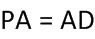 PA = AD